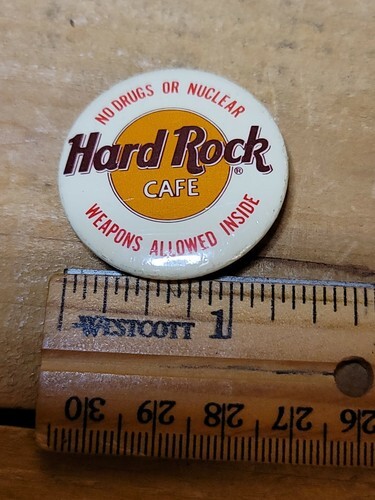 NO DRUGS OR NUCLEAR
Hard Rock®
CAFE
WEAPONS ALLOWED INSIDE
WESTCOTT 1
30 29 28 27 26